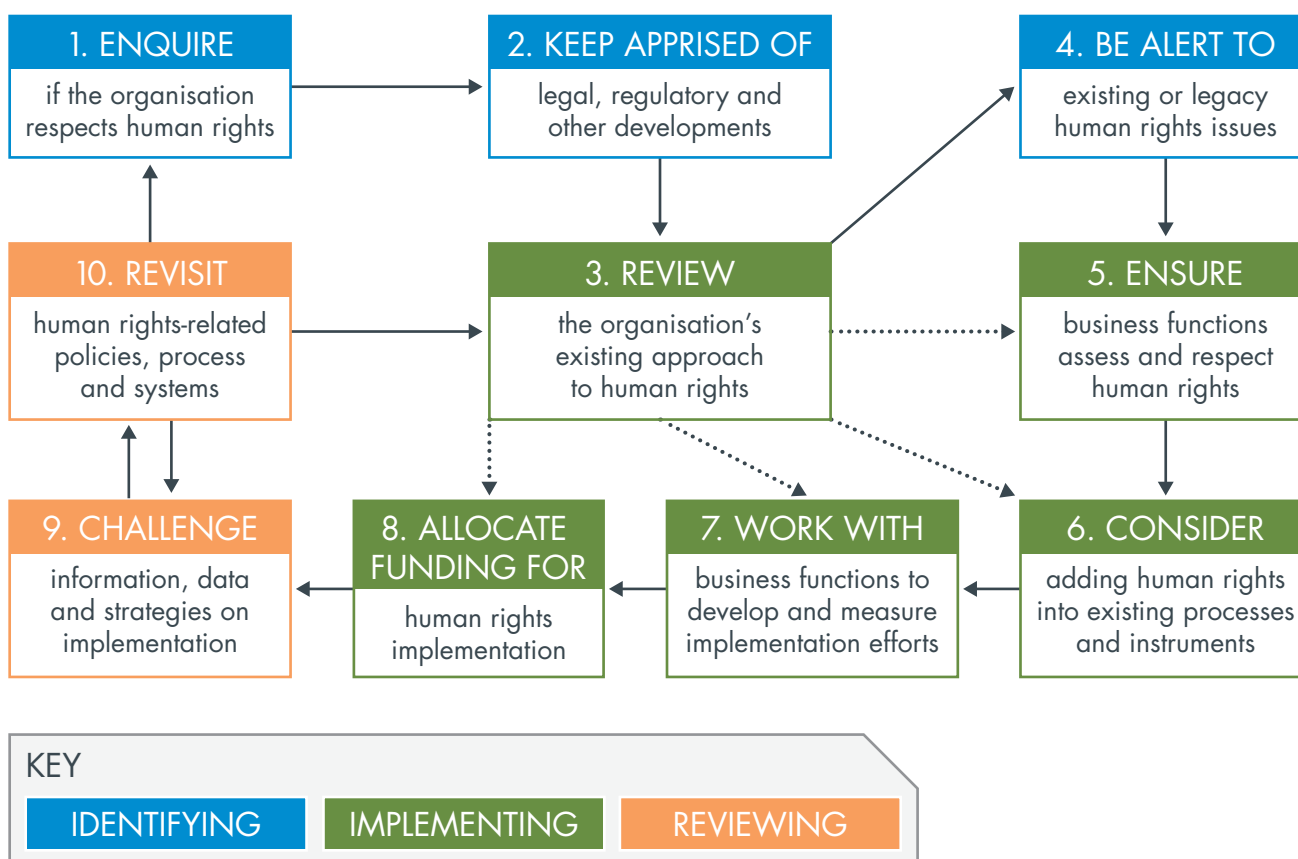 1. ENQUIRE
if the organisation
respects human rights
2. KEEP APPRISED OF
legal, regulatory and
other developments
4. BE ALERT TO
existing or legacy
human rights issues
10. REVISIT
human rights-related
policies, process
and systems
3. REVIEW
the organisation’s
existing approach
to human rights
5. ENSURE
business functions
assess and respect
human rights
9. CHALLENGE
information, data
and strategies on
implementation
8. ALLOCATE
FUNDING FOR
human rights
implementation
7. WORK WITH
business functions to
develop and measure
implementation efforts
6. CONSIDER
adding human rights
into existing processes
and instruments
KEY
IDENTIFYING
IMPLEMENTING
REVIEWING